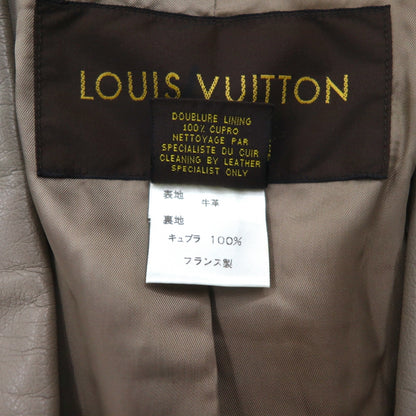 LOUIS VUITTON
DOUBLURE LINING
100% CUPRO
NETTOYAGE PAR
SPECIALISTE DU CUIR
CLEANING BY LEATHER
SPECIALIST ONLY
表地 牛革
裏地
キュプラ 100%
フランス製